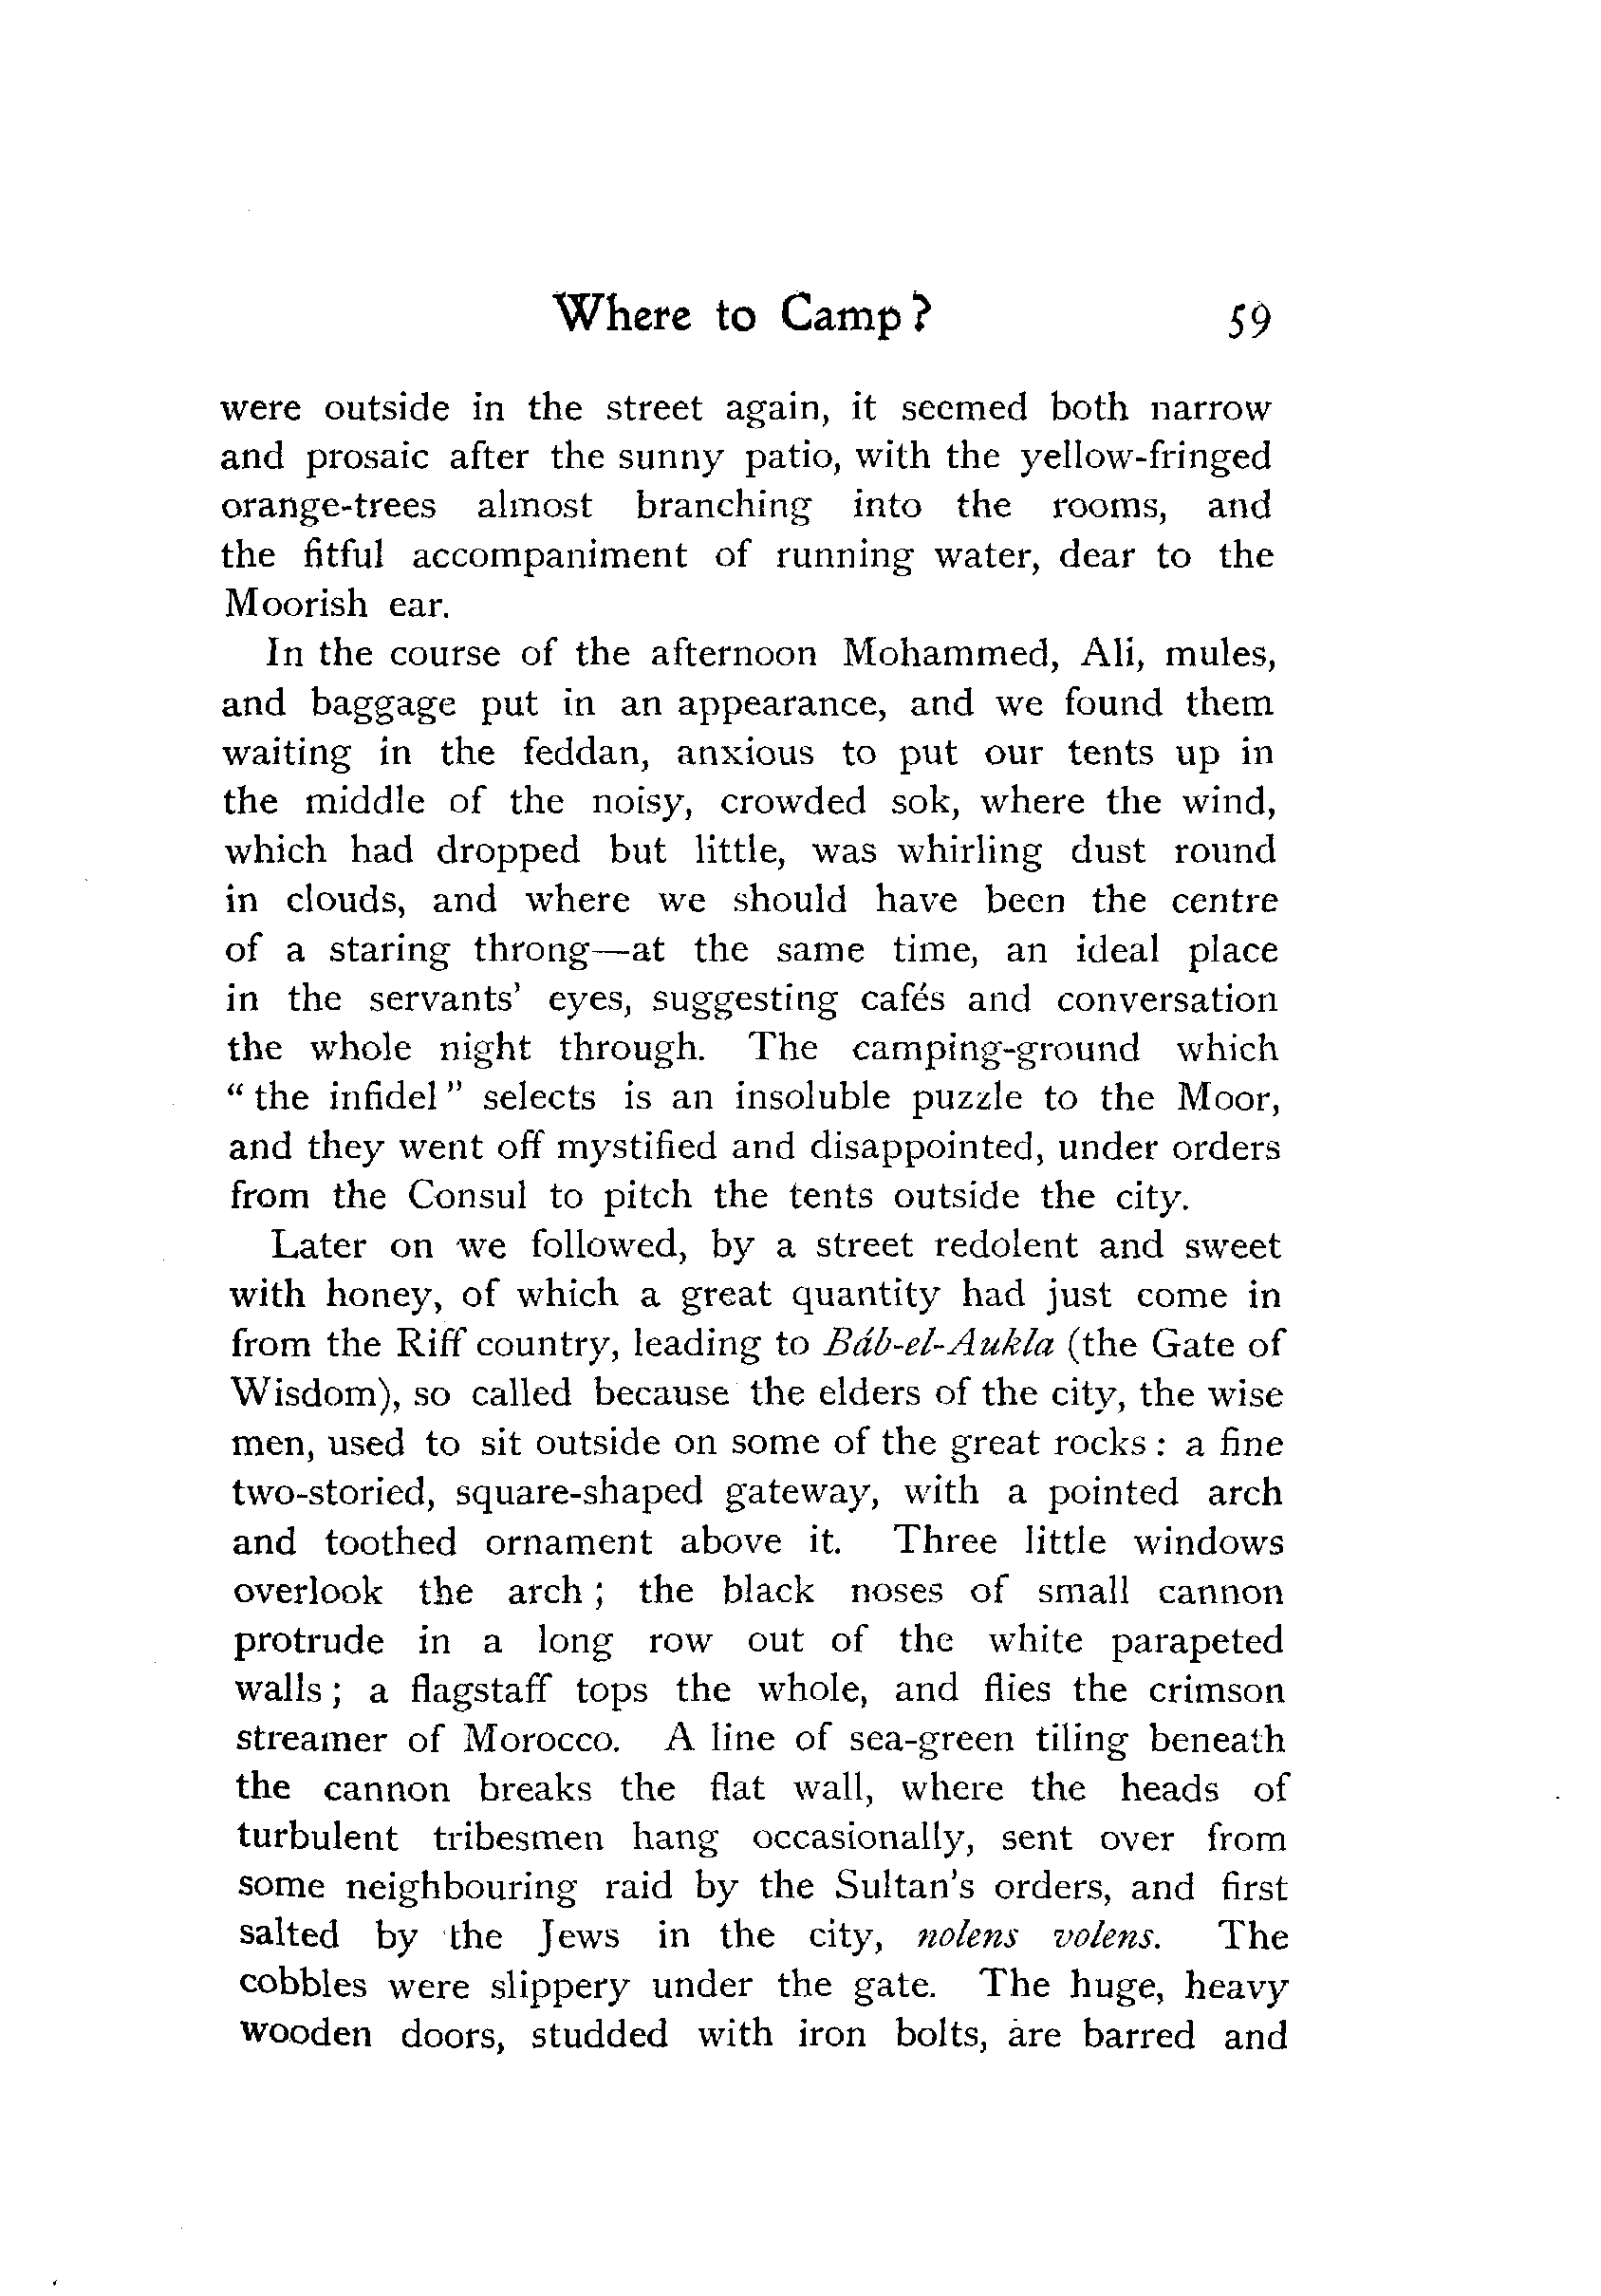 Where to Camp? 59
were outside in the street again, it seemed both narrow
and prosaic after the sunny patio, with the yellow-fringed
orange-trees almost branching into the rooms, and
the fitful accompaniment of running water, dear to the
Moorish ear.
In the course of the afternoon Mohammed, Ali, mules,
and baggage put in an appearance, and we found them
waiting in the feddan, anxious to put our tents up in
the middle of the noisy, crowded sok, where the wind,
which had dropped but little, was whirling dust round
in clouds, and where we should have been the centre
of a staring throng—at the same time, an ideal place
in the servants' eyes, suggesting cafés and conversation
the whole night through. The camping-ground which
"the infidel" selects is an insoluble puzzle to the Moor,
and they went off mystified and disappointed, under orders
from the Consul to pitch the tents outside the city.
Later on we followed, by a street redolent and sweet
with honey, of which a great quantity had just come in
from the Riff country, leading to Báb-el-Aukla (the Gate of
Wisdom), so called because the elders of the city, the wise
men, used to sit outside on some of the great rocks: a fine
two-storied, square-shaped gateway, with a pointed arch
and toothed ornament above it. Three little windows
overlook the arch; the black noses of small cannon
protrude in a long row out of the white parapeted
walls; a flagstaff tops the whole, and flies the crimson
streamer of Morocco. A line of sea-green tiling beneath
the cannon breaks the flat wall, where the heads of
turbulent tribesmen hang occasionally, sent over from
some neighbouring raid by the Sultan's orders, and first
salted by the Jews in the city, nolens volens. The
cobbles were slippery under the gate. The huge, heavy
wooden doors, studded with iron bolts, are barred and